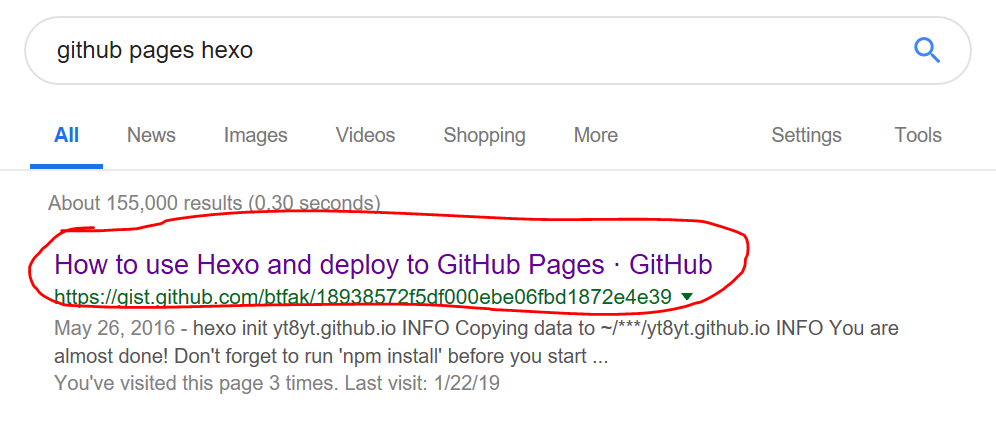 github pages hexo
All News Images Videos Shopping More Settings Tools
About 155,000 results (0.30 seconds)
How to use Hexo and deploy to GitHub Pages · GitHub
https://gist.github.com/btfak/18938572f5df000ebe06fbd1872e4e39
May 26, 2016 - hexo init yt8yt.github.io INFO Copying data to ~/***/yt8yt.github.io INFO You are
almost done! Don't forget to run 'npm install' before you start ...
You've visited this page 3 times. Last visit: 1/22/19